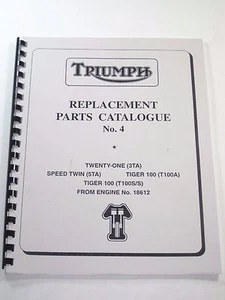 TRIUMPH
REPLACEMENT
PARTS CATALOGUE
No. 4
TWENTY-ONE (3TA)
SPEED TWIN (5TA) TIGER 100 (T100A)
TIGER 100 (T100S/S)
FROM ENGINE No. 18612